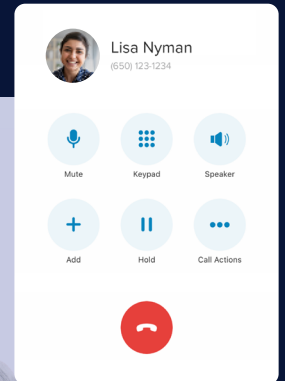 Lisa Nyman
(650) 123-1234
Mute Keypad Speaker
Add Hold Call Actions